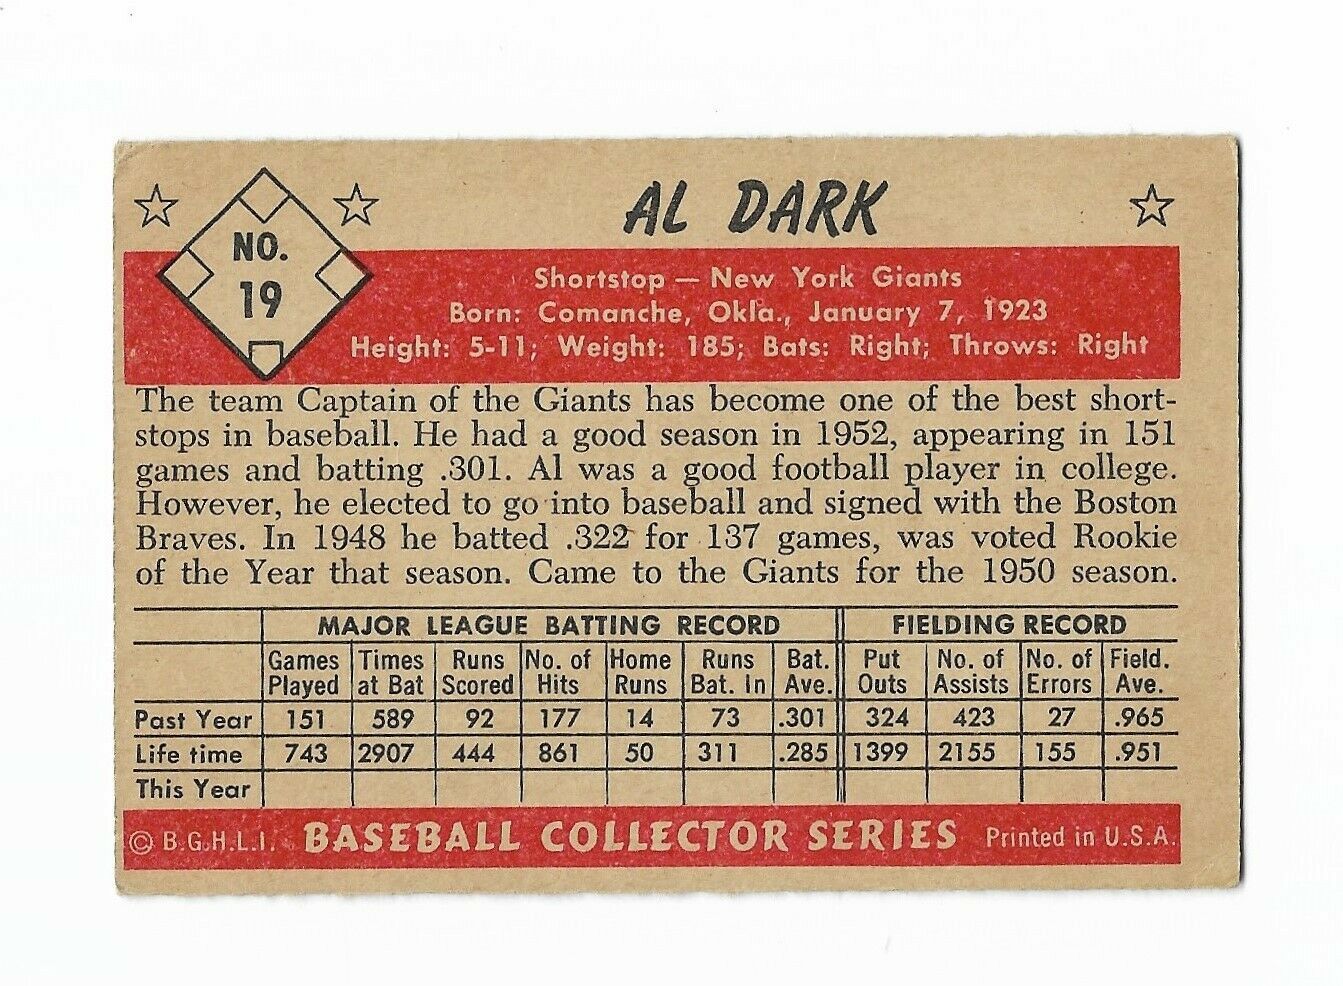 AL DARK
NO.
19
Shortstop — New York Giants
Born: Comanche, Okla., January 7, 1923
Height: 5-11; Weight: 185; Bats: Right; Throws: Right
The team Captain of the Giants has become one of the best short-
stops in baseball. He had a good season in 1952, appearing in 151
games and batting .301. Al was a good football player in college.
However, he elected to go into baseball and signed with the Boston
Braves. In 1948 he batted .322 for 137 games, was voted Rookie
of the Year that season. Came to the Giants for the 1950 season.
MAJOR LEAGUE BATTING RECORD FIELDING RECORD
Games Times Runs No. of Home Runs Bat. Put No. of No. of Field.
Played at Bat Scored Hits Runs Bat. In Ave. Outs Assists Errors Ave.
Past Year 151 589 92 177 14 73 .301 324 423 27 .965
Life time 743 2907 444 861 50 311 .285 1399 2155 155 .951
This Year
© B.G.H.L.I. BASEBALL COLLECTOR SERIES Printed in U.S.A.